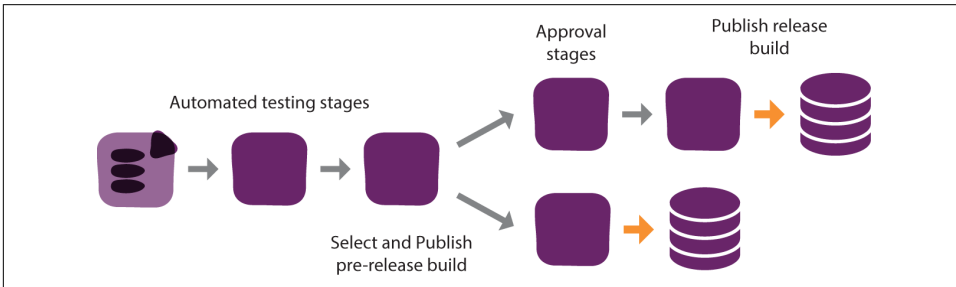 Approval
stages
Publish release
build
Automated testing stages
Select and Publish
pre-release build